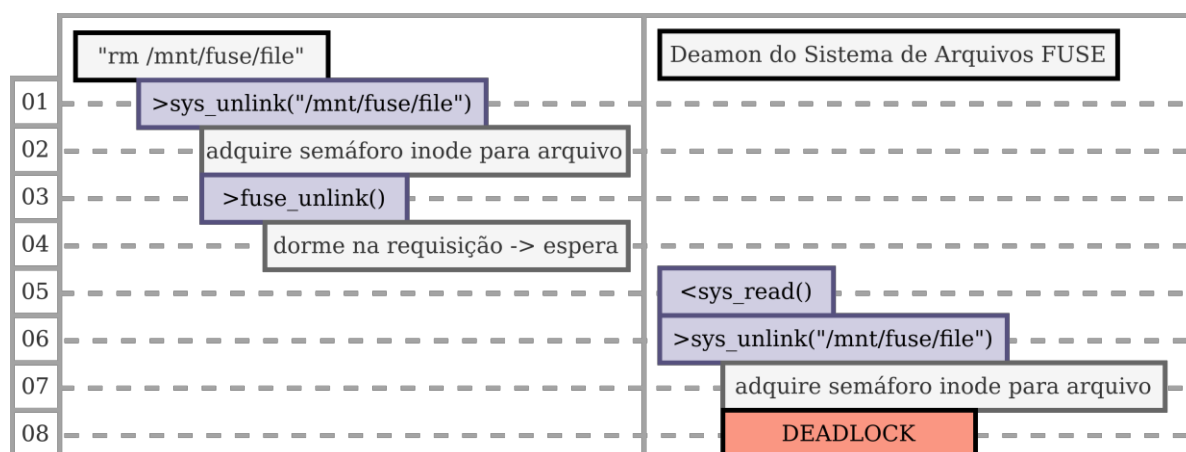 "rm /mnt/fuse/file"
Deamon do Sistema de Arquivos FUSE
01
>sys_unlink("/mnt/fuse/file")
02
adquire semáforo inode para arquivo
03
>fuse_unlink()
04
dorme na requisição -> espera
05
<sys_read()
06
>sys_unlink("/mnt/fuse/file")
07
adquire semáforo inode para arquivo
08
DEADLOCK